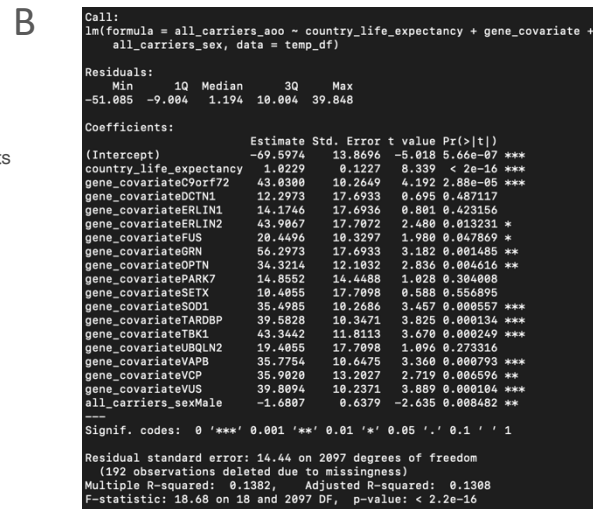 B
Call:
lm(formula = all_carriers_aoo ~ country_life_expectancy + gene_covariate +
    all_carriers_sex, data = temp_df)
Residuals:
    Min      1Q  Median      3Q     Max
-51.085  -9.004   1.194  10.004  39.848
ts
Coefficients:
                         Estimate Std. Error t value Pr(>|t|)
(Intercept)              -69.5974    13.8696  -5.018 5.66e-07 ***
country_life_expectancy    1.0229     0.1227   8.339  < 2e-16 ***
gene_covariateC9orf72     43.0300    10.2649   4.192 2.88e-05 ***
gene_covariateDCTN1       12.2973    17.6933   0.695 0.487117
gene_covariateERLIN1      14.1746    17.6936   0.801 0.423156
gene_covariateERLIN2      43.9067    17.7072   2.480 0.013231 *
gene_covariateFUS         20.4496    10.3297   1.980 0.047869 *
gene_covariateGRN         56.2973    17.6933   3.182 0.001485 **
gene_covariateOPTN        34.3214    12.1032   2.836 0.004616 **
gene_covariatePARK7       14.8552    14.4488   1.028 0.304008
gene_covariateSETX        10.4055    17.7098   0.588 0.556895
gene_covariateSOD1        35.4985    10.2686   3.457 0.000557 ***
gene_covariateTARDBP      39.5828    10.3471   3.825 0.000134 ***
gene_covariateTBK1        43.3442    11.8113   3.670 0.000249 ***
gene_covariateUBQLN2      19.4055    17.7098   1.096 0.273316
gene_covariateVAPB        35.7754    10.6475   3.360 0.000793 ***
gene_covariateVCP         35.9020    13.2027   2.719 0.006596 **
gene_covariateVUS         39.8094    10.2371   3.889 0.000104 ***
all_carriers_sexMale      -1.6807     0.6379  -2.635 0.008482 **
---
Signif. codes:  0 '***' 0.001 '**' 0.01 '*' 0.05 '.' 0.1 ' ' 1
Residual standard error: 14.44 on 2097 degrees of freedom
  (192 observations deleted due to missingness)
Multiple R-squared:  0.1382,    Adjusted R-squared:  0.1308
F-statistic: 18.68 on 18 and 2097 DF,  p-value: < 2.2e-16